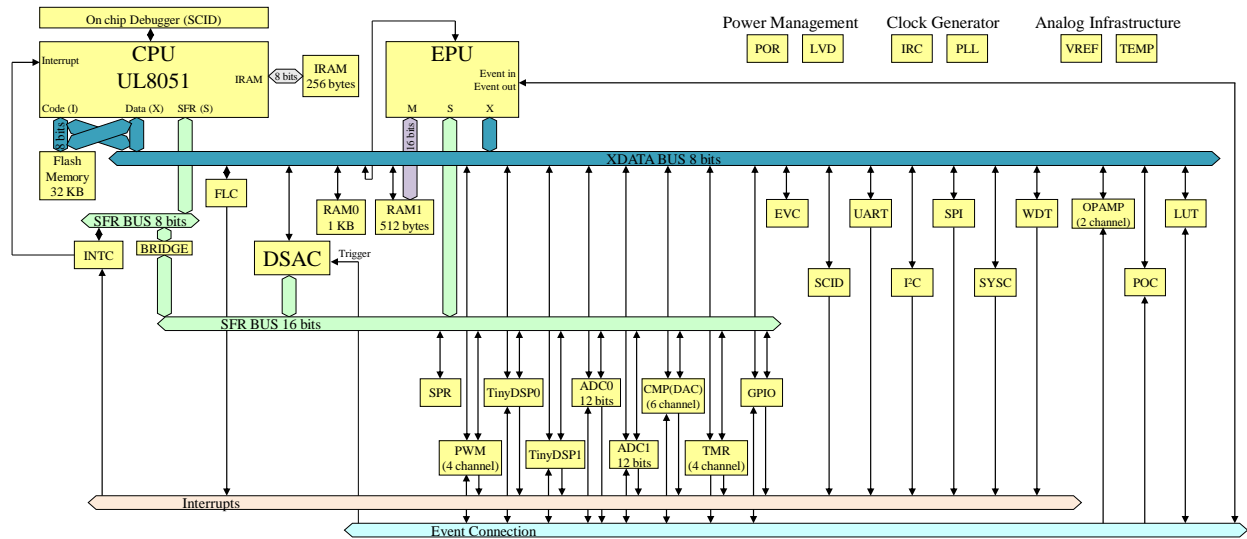 On chip Debugger (SCID)
Power Management
Clock Generator
Analog Infrastructure
POR
LVD
IRC
PLL
VREF
TEMP
CPU
UL8051
Interrupt
IRAM
Code (I)
Data (X)
SFR (S)
8 bits
IRAM
256 bytes
EPU
Event in
Event out
M
S
X
8 bits
16 bits
XDATA BUS 8 bits
Flash
Memory
32 KB
FLC
RAM0
1 KB
RAM1
512 bytes
EVC
UART
SPI
WDT
OPAMP
(2 channel)
LUT
SFR BUS 8 bits
BRIDGE
INTC
DSAC
Trigger
SCID
I²C
SYSC
POC
SFR BUS 16 bits
SPR
TinyDSP0
ADC0
12 bits
CMP(DAC)
(6 channel)
GPIO
PWM
(4 channel)
TinyDSP1
ADC1
12 bits
TMR
(4 channel)
Interrupts
Event Connection